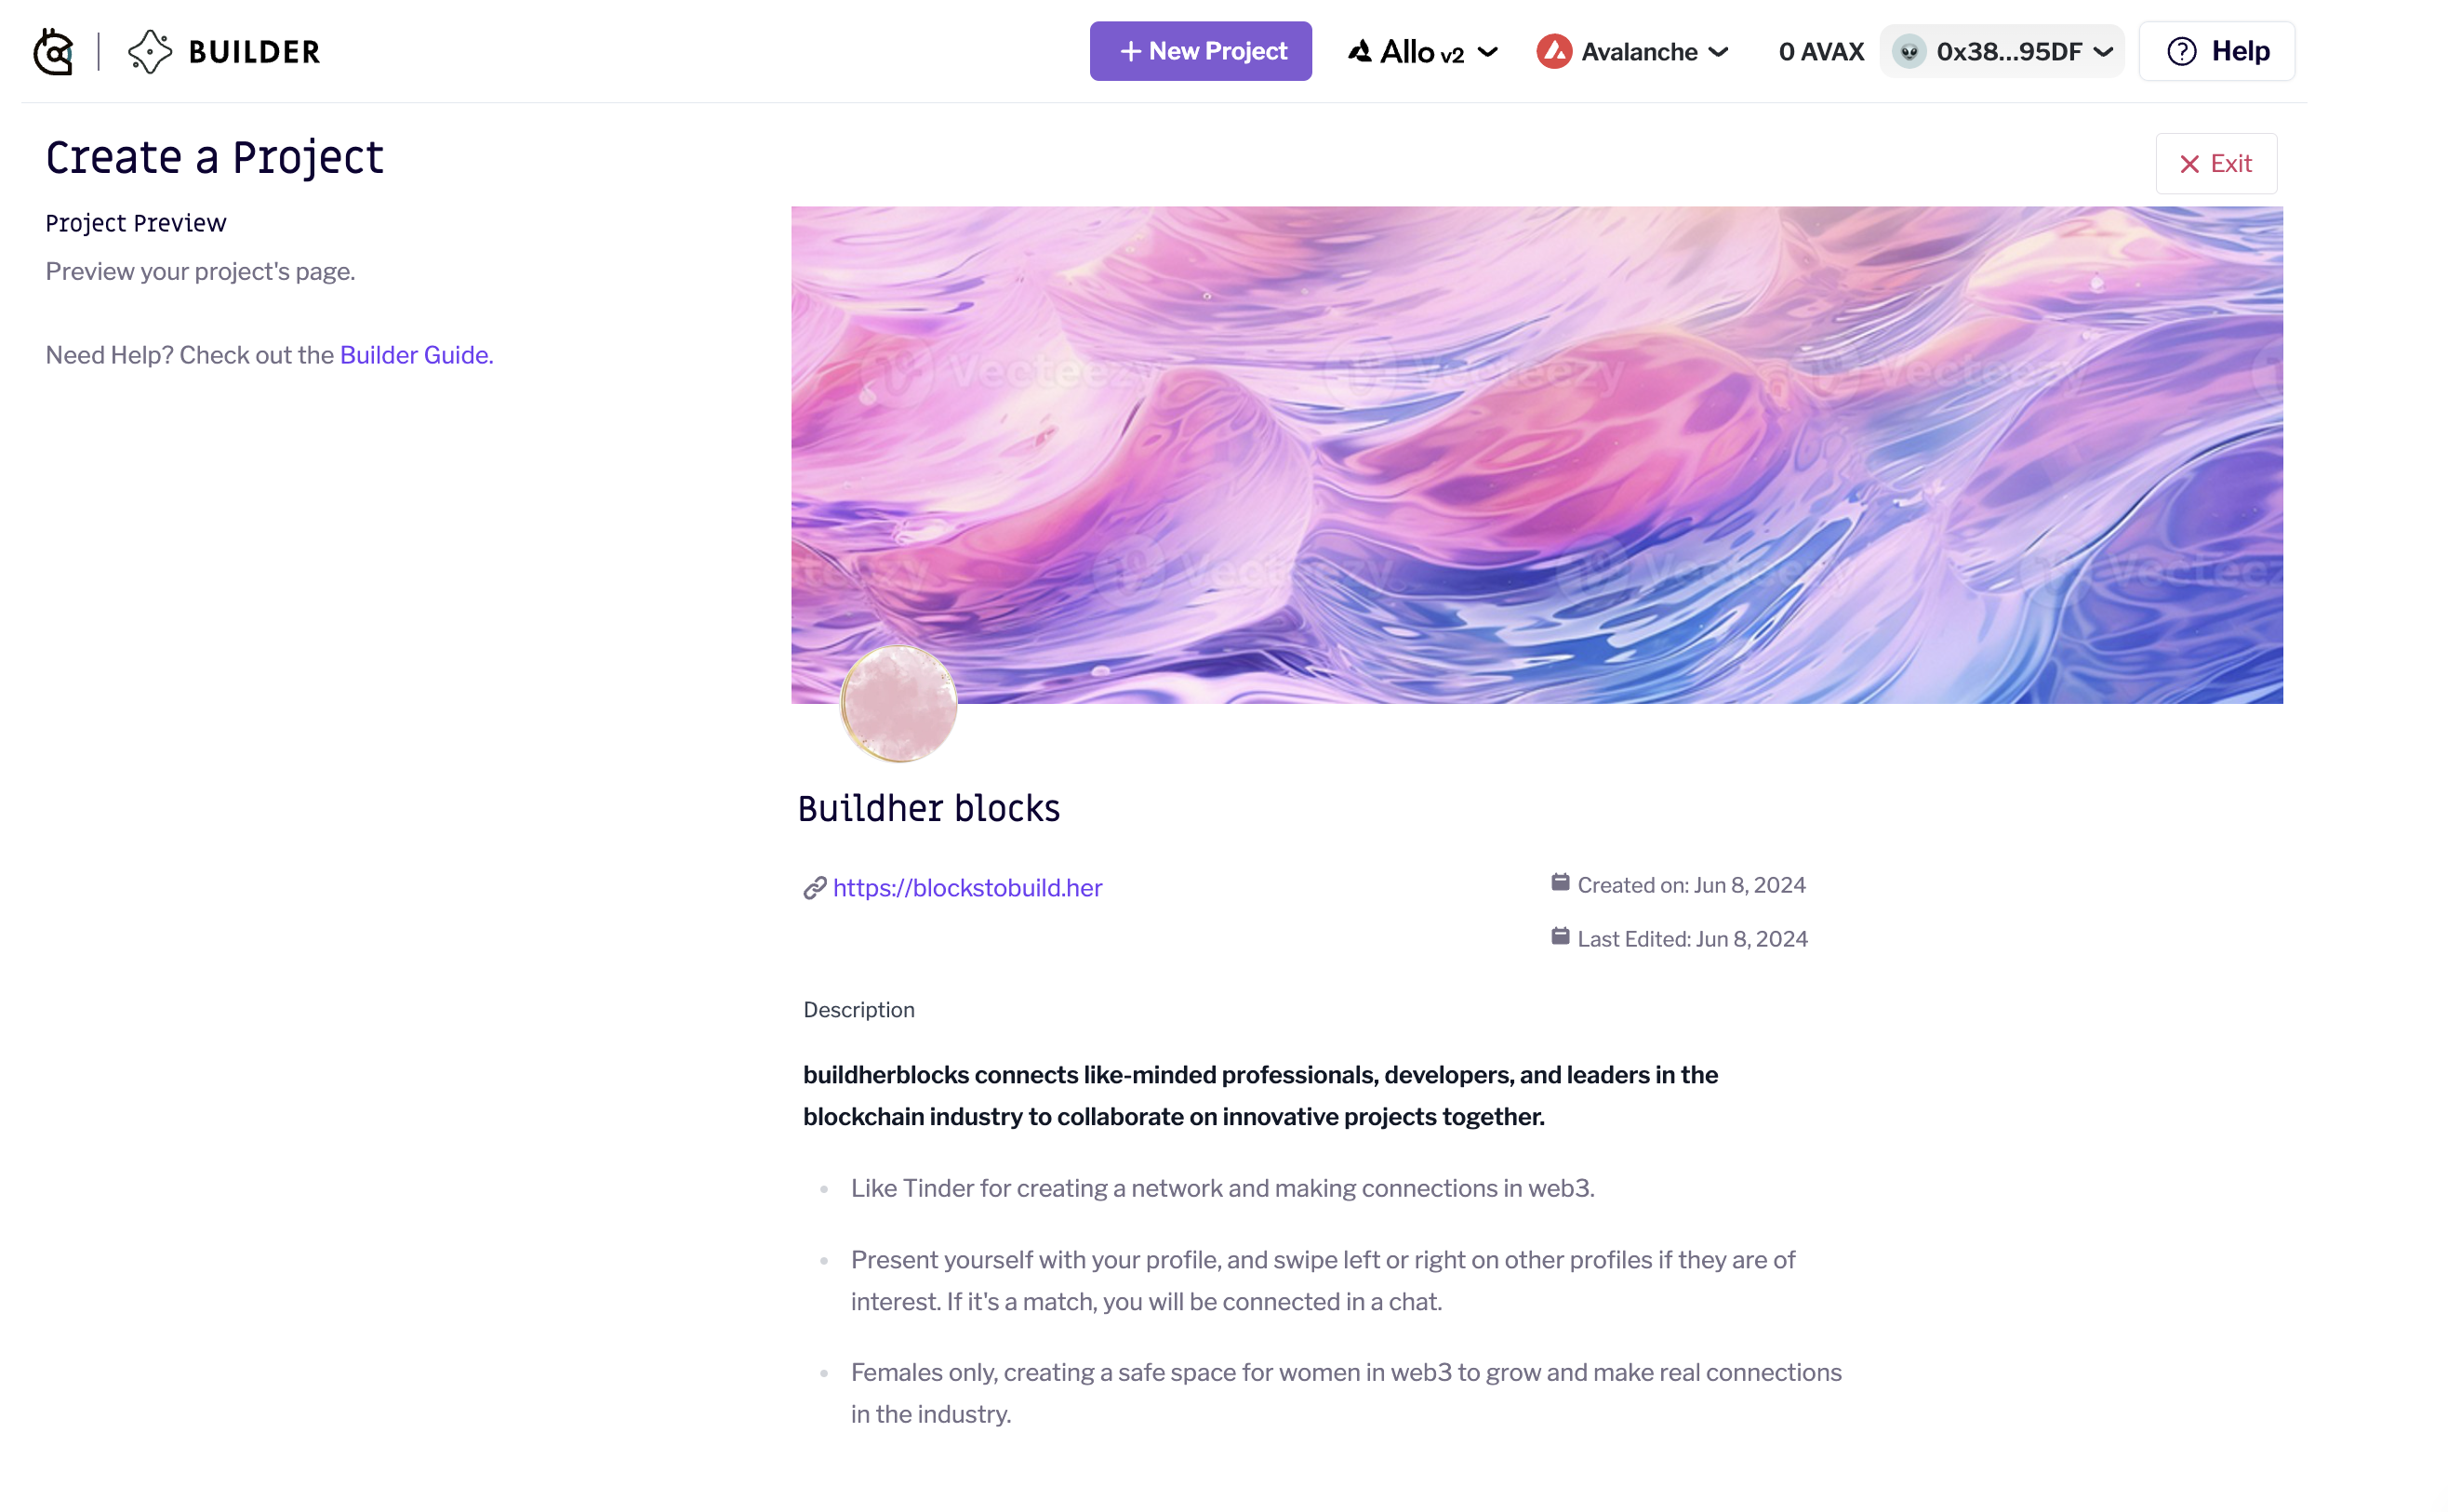 BUILDER
+ New Project
Allo v2
Avalanche
0 AVAX
0x38...95DF
Help
Create a Project
Exit
Project Preview
Preview your project's page.
Need Help? Check out the Builder Guide.
Vecteezy Vecteezy Vecteezy
teezy Vecteezy Vecteezy Vecteez
Buildher blocks
https://blockstobuild.her
Created on: Jun 8, 2024
Last Edited: Jun 8, 2024
Description
buildherblocks connects like-minded professionals, developers, and leaders in the
blockchain industry to collaborate on innovative projects together.
Like Tinder for creating a network and making connections in web3.
Present yourself with your profile, and swipe left or right on other profiles if they are of
interest. If it's a match, you will be connected in a chat.
Females only, creating a safe space for women in web3 to grow and make real connections
in the industry.